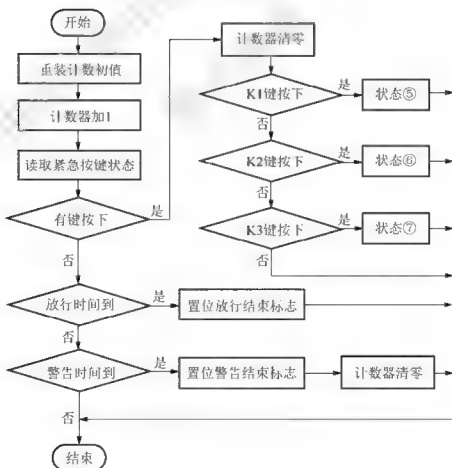 开始
重装计数初值
计数器加1
读取紧急按键状态
有键按下
是
否
放行时间到
是
置位放行结束标志
否
警告时间到
是
置位警告结束标志
计数器清零
否
结束
计数器清零
K1键按下
是
状态⑤
否
K2键按下
是
状态⑥
否
K3键按下
是
状态⑦
否